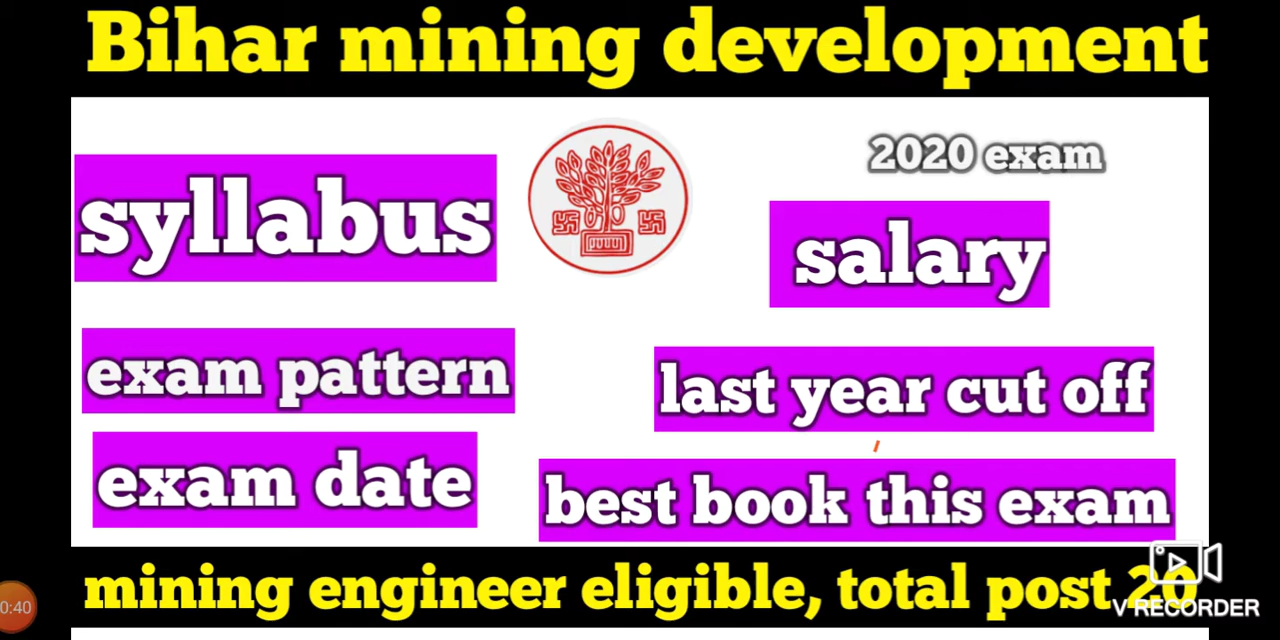 Bihar mining development
2020 exam
syllabus
salary
exam pattern
last year cut off
exam date
best book this exam
mining engineer eligible, total post 20
0:40
V RECORDER